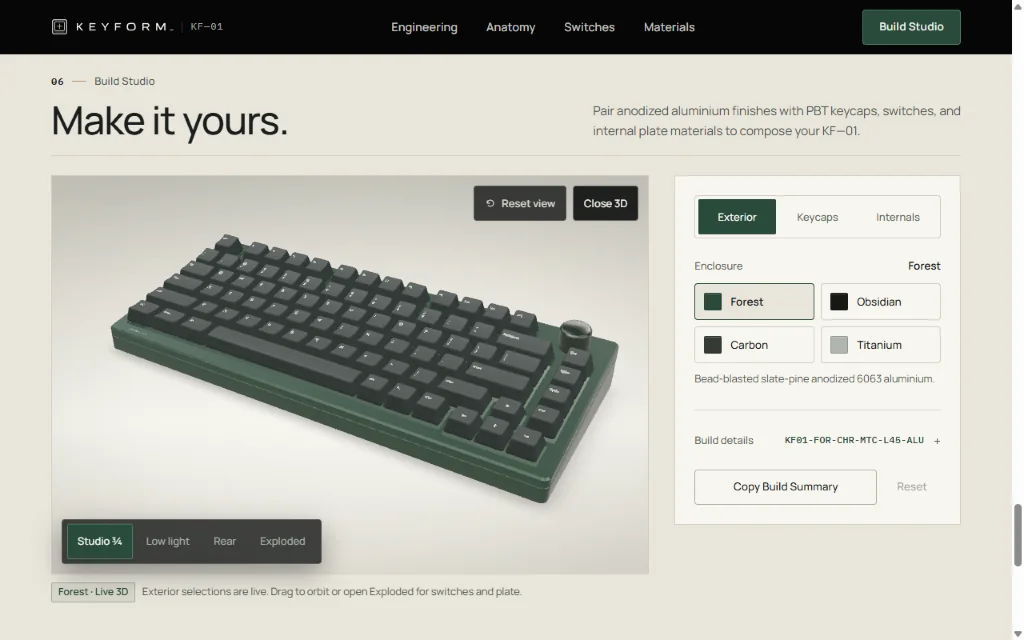 KEYFORM.
KF—01
Engineering
Anatomy
Switches
Materials
Build Studio
06 — Build Studio
Make it yours.
Pair anodized aluminium finishes with PBT keycaps, switches, and
internal plate materials to compose your KF—01.
Reset view
Close 3D
Studio ¾
Low light
Rear
Exploded
Forest · Live 3D
Exterior selections are live. Drag to orbit or open Exploded for switches and plate.
Exterior
Keycaps
Internals
Enclosure
Forest
Forest
Obsidian
Carbon
Titanium
Bead-blasted slate-pine anodized 6063 aluminium.
Build details
KF01-FOR-CHR-MTC-L45-ALU +
Copy Build Summary
Reset